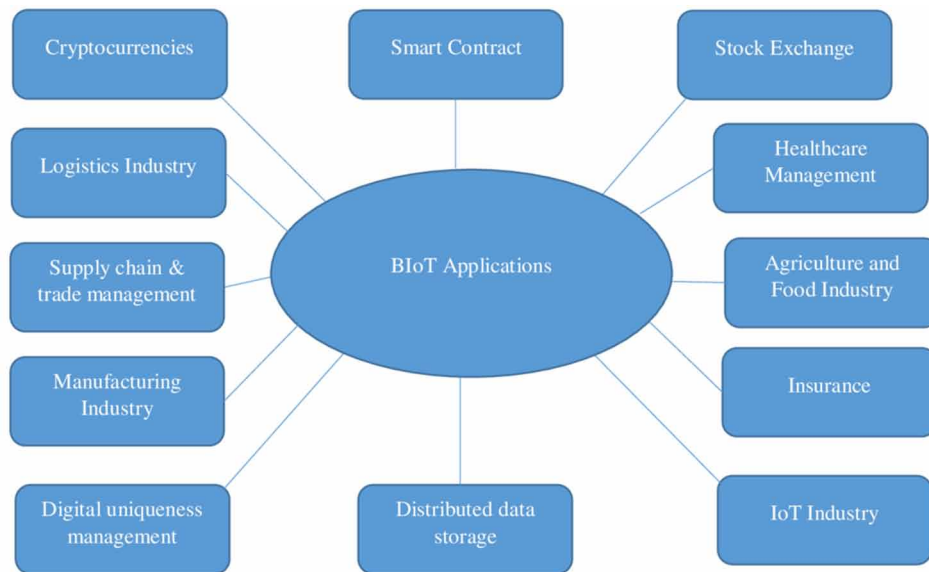 Cryptocurrencies
Smart Contract
Stock Exchange
Logistics Industry
Healthcare
Management
Supply chain &
trade management
BIoT Applications
Agriculture and
Food Industry
Manufacturing
Industry
Insurance
Digital uniqueness
management
Distributed data
storage
IoT Industry